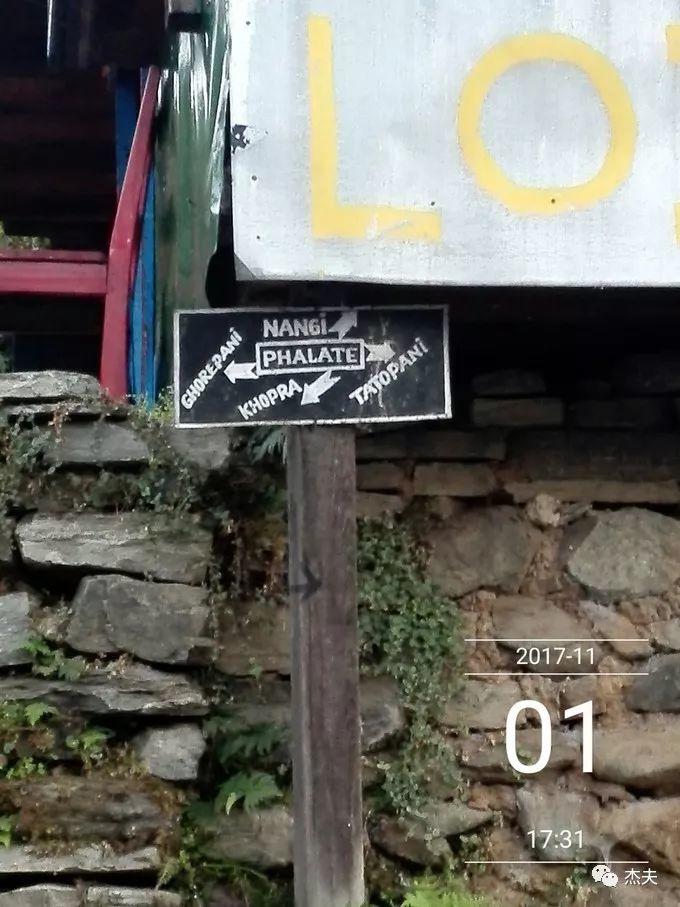 LO
NANGi
GHOREPANi
PHALATE
KHOPRA
TATOPANi
2017-11
01
17:31
杰夫